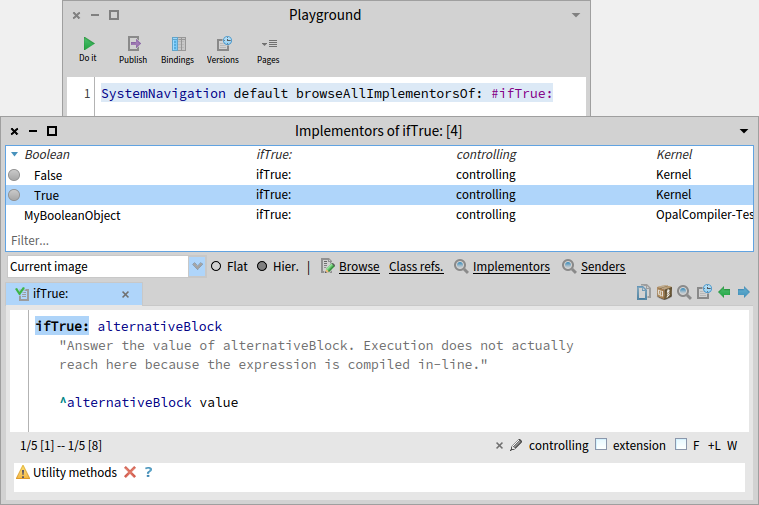 Playground
Do it Publish Bindings Versions Pages
1 SystemNavigation default browseAllImplementorsOf: #ifTrue:
Implementors of ifTrue: [4]
Boolean ifTrue: controlling Kernel
False ifTrue: controlling Kernel
True ifTrue: controlling Kernel
MyBooleanObject ifTrue: controlling OpalCompiler-Tes
Filter...
Current image Flat Hier. | Browse Class refs. Implementors Senders
ifTrue:
ifTrue: alternativeBlock
"Answer the value of alternativeBlock. Execution does not actually
reach here because the expression is compiled in-line."
^alternativeBlock value
1/5 [1] -- 1/5 [8] controlling extension F +L W
Utility methods ?